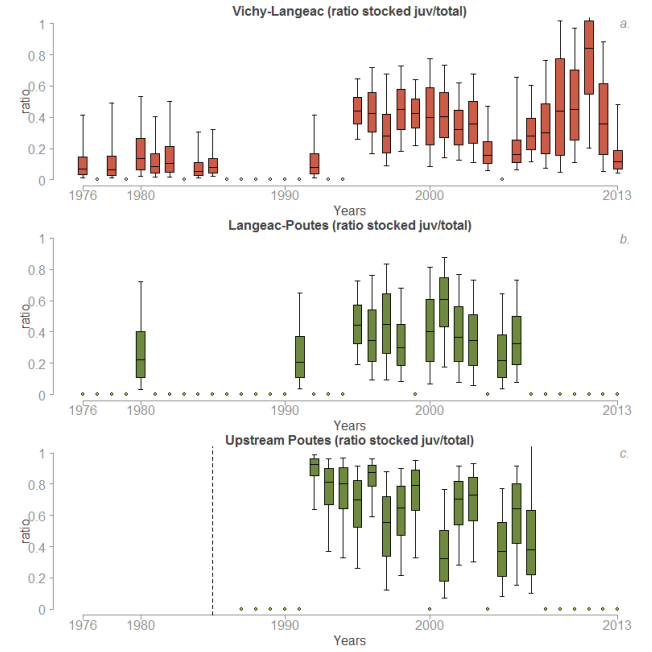 Vichy-Langeac (ratio stocked juv/total)
a.
1
0.8
0.6
ratio
0.4
0.2
0
1976 1980 1990 2000 2013
Years
Langeac-Poutes (ratio stocked juv/total)
b.
1
0.8
0.6
ratio
0.4
0.2
0
1976 1980 1990 2000 2013
Years
Upstream Poutes (ratio stocked juv/total)
c.
1
0.8
0.6
ratio
0.4
0.2
0
1976 1980 1990 2000 2013
Years